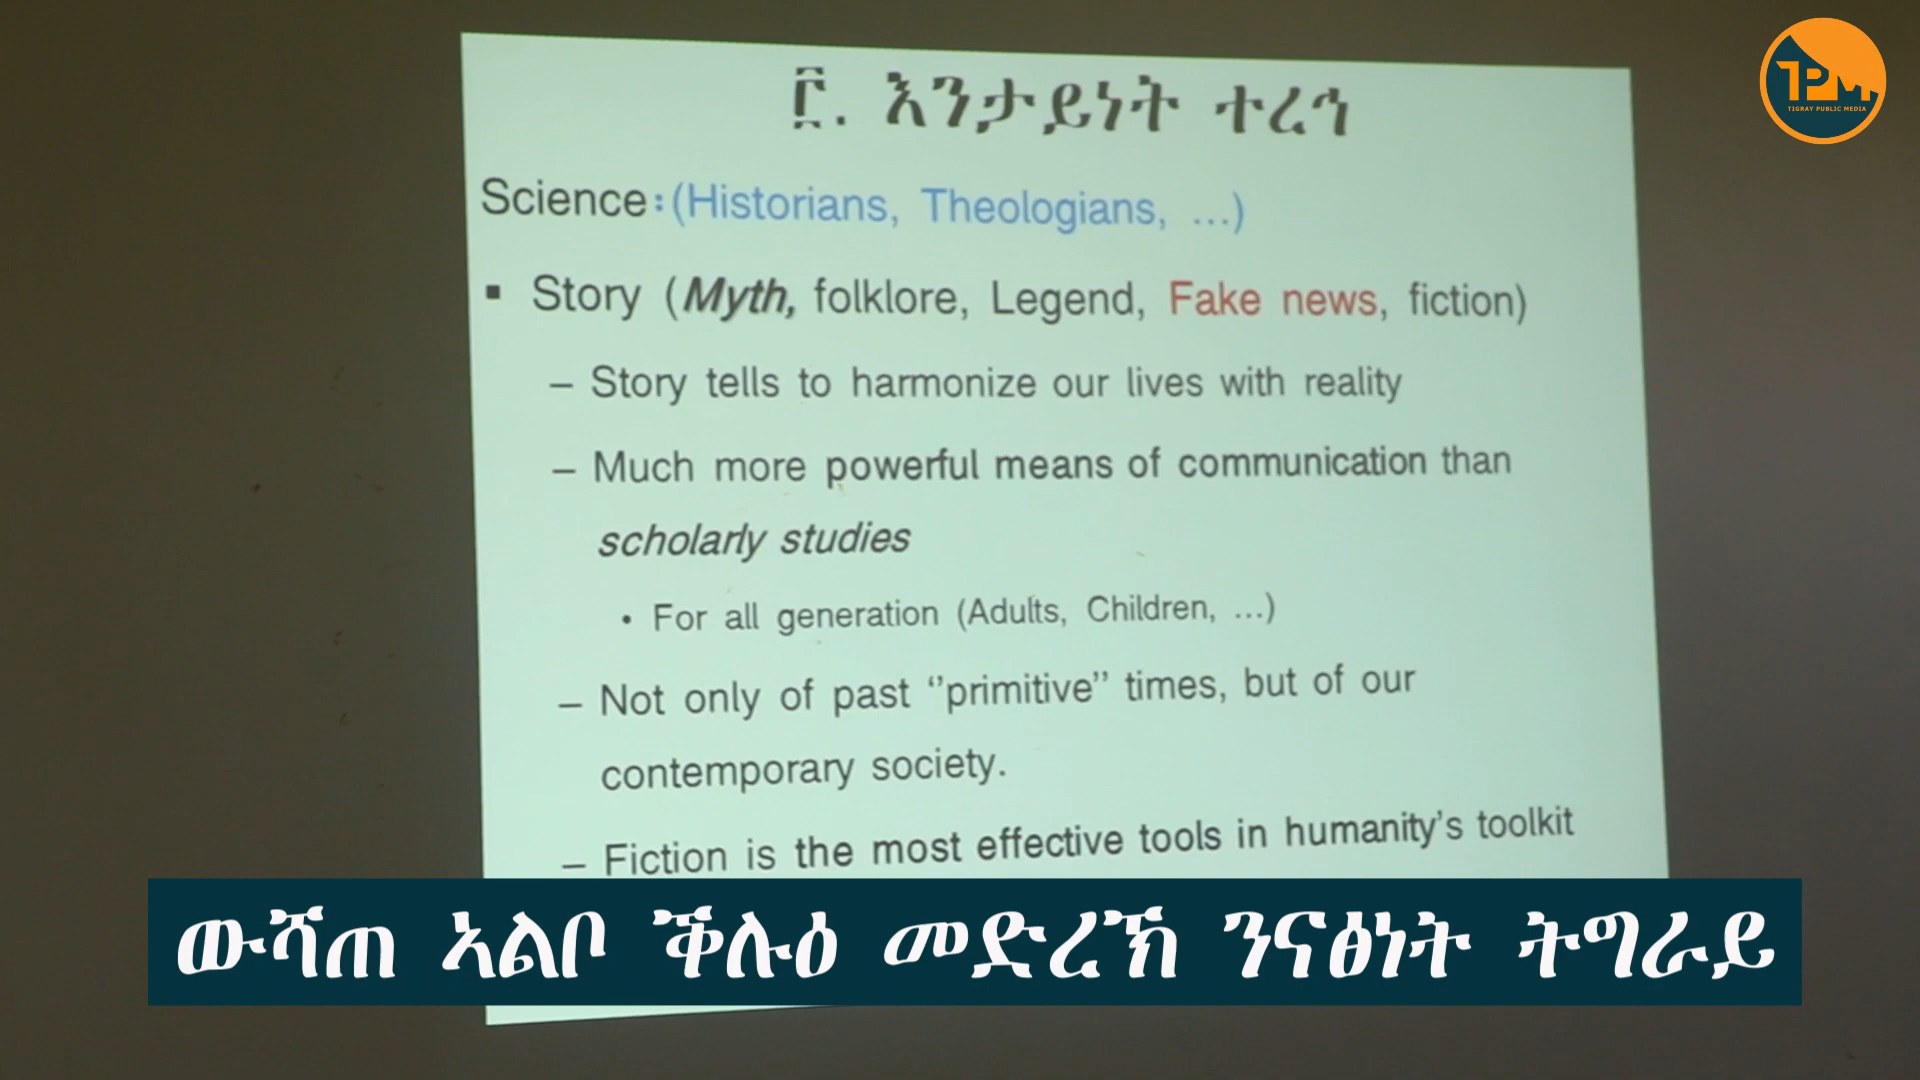 ፫. እንታይነት ተረኅ
Science:(Historians, Theologians, ...)
▪ Story (Myth, folklore, Legend, Fake news, fiction)
– Story tells to harmonize our lives with reality
– Much more powerful means of communication than
scholarly studies
• For all generation (Adults, Children, ...)
– Not only of past ‘’primitive’’ times, but of our
contemporary society.
– Fiction is the most effective tools in humanity’s toolkit
ውሻጠ ኣልቦ ቕሉዕ መድረኽ ንናፅነት ትግራይ
TPM
TIGRAY PUBLIC MEDIA